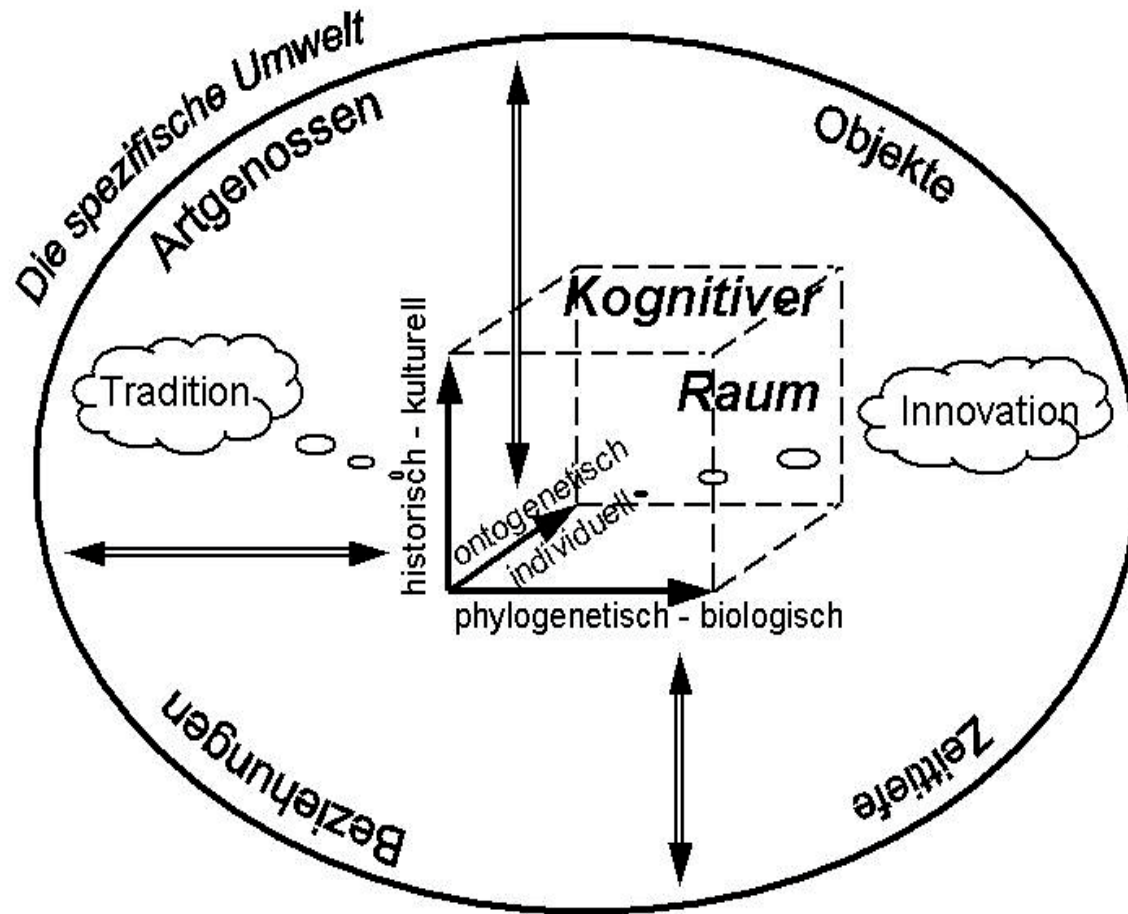 Die spezifische Umwelt
Artgenossen
Objekte
Kognitiver
Raum
Tradition
Innovation
historisch - kulturell
ontogenetisch
individuell
phylogenetisch - biologisch
Beziehungen
Zeittiefe